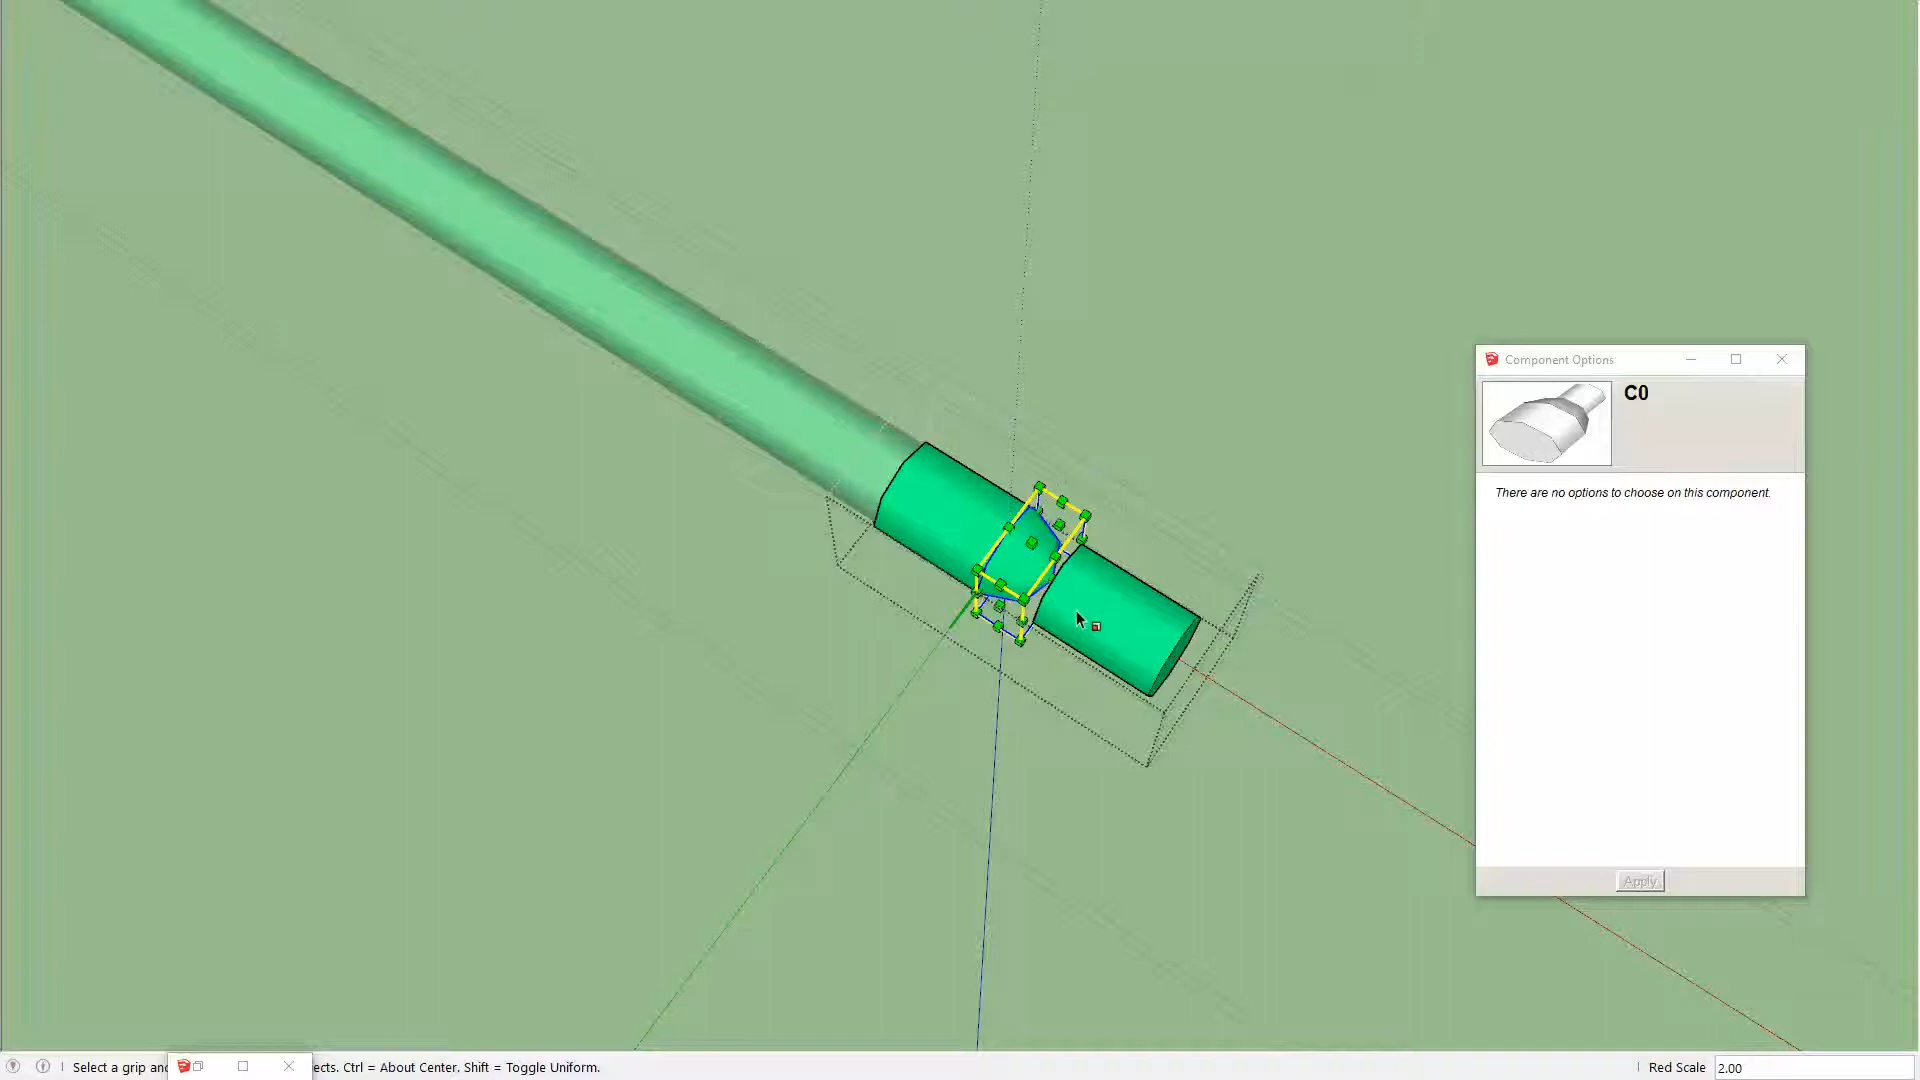 Component Options
C0
There are no options to choose on this component.
Apply
Select a grip and
ects. Ctrl = About Center. Shift = Toggle Uniform.
Red Scale
2.00